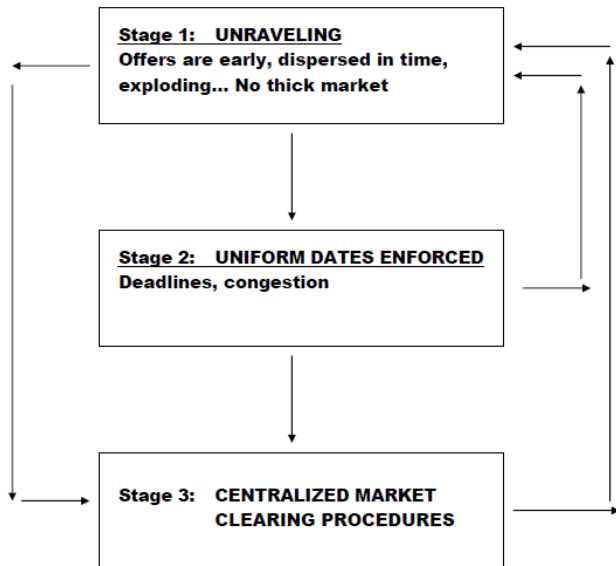 Stage 1: UNRAVELING
Offers are early, dispersed in time,
exploding... No thick market
Stage 2: UNIFORM DATES ENFORCED
Deadlines, congestion
Stage 3: CENTRALIZED MARKET
CLEARING PROCEDURES